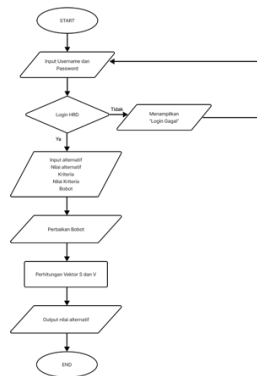 START
Input Username dan
Password
Login HRD
Tidak
Menampilkan
"Login Gagal"
Ya
Input alternatif
Nilai alternatif
Kriteria
Nilai Kriteria
Bobot
Perbaikan Bobot
Perhitungan Vektor S dan V
Output nilai alternatif
END